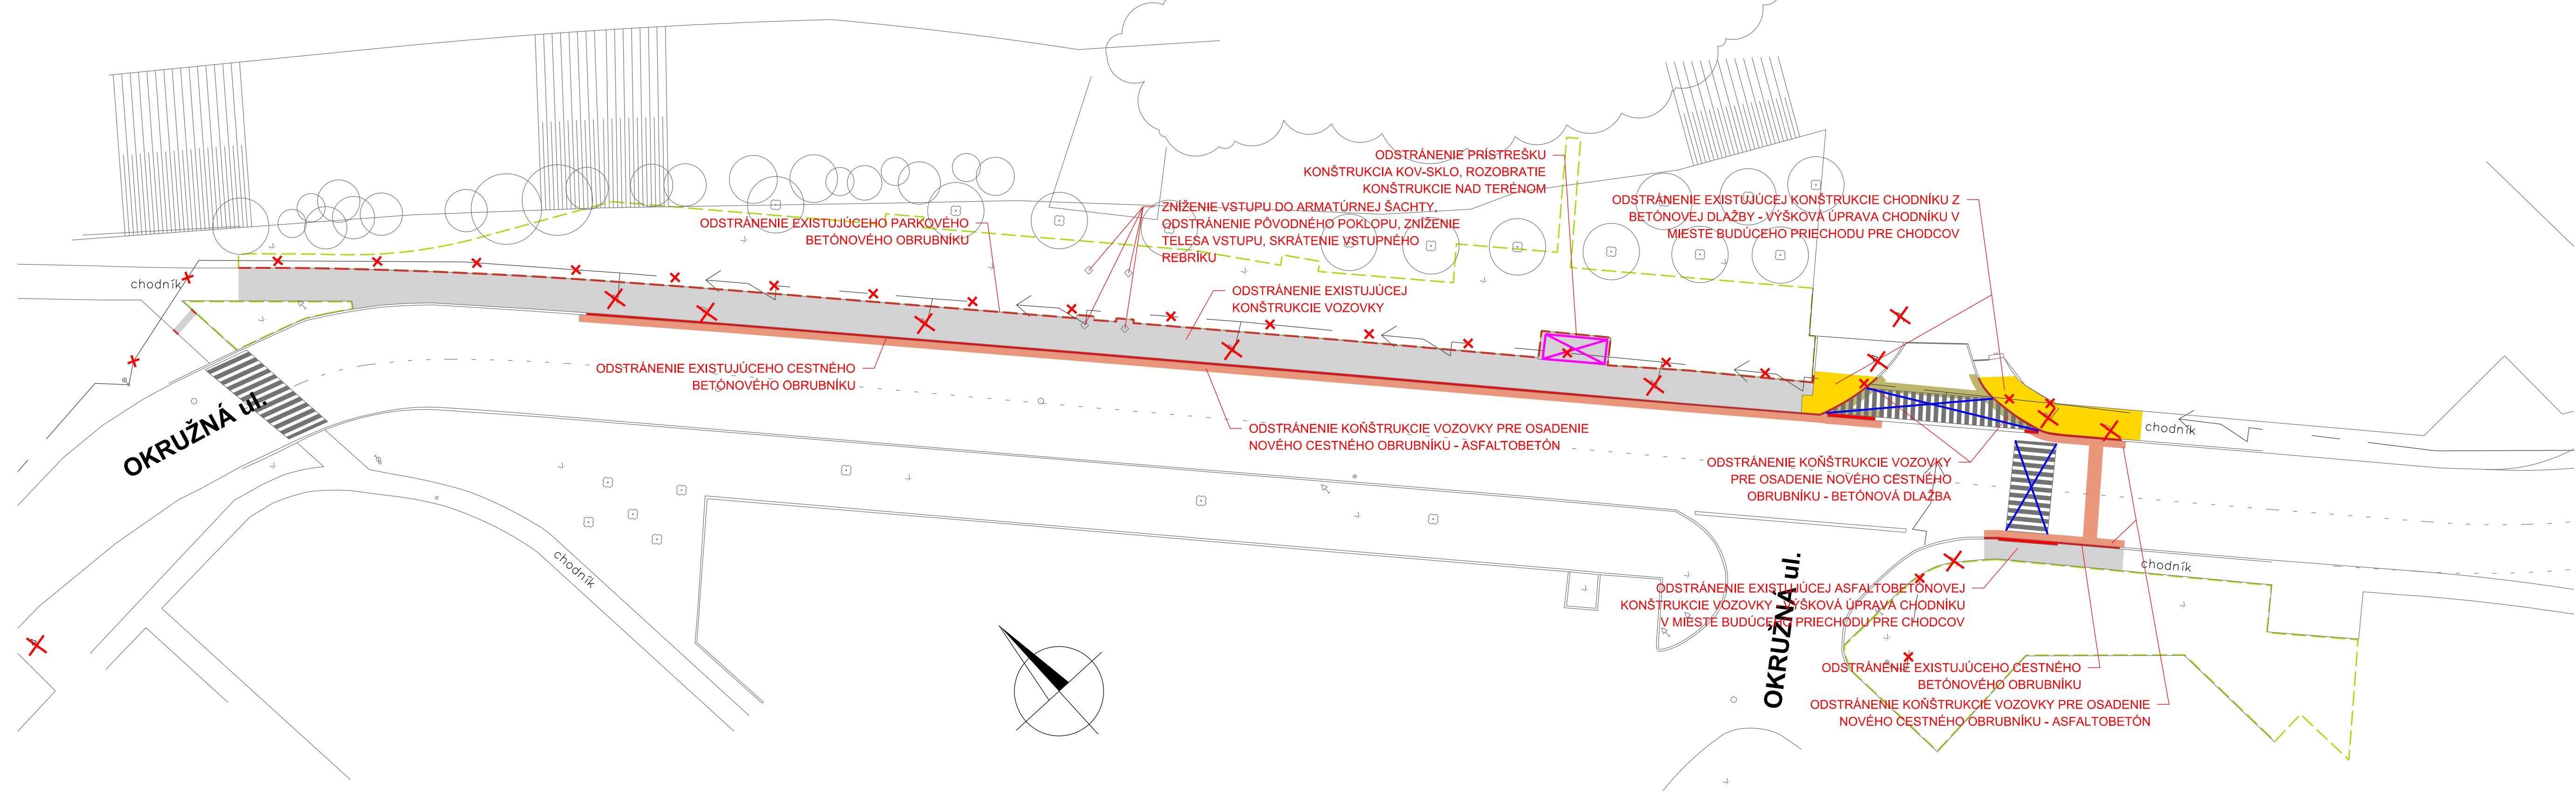 ODSTRÁNENIE PRÍSTREŠKU
KONŠTRUKCIA KOV-SKLO, ROZOBRATIE
KONŠTRUKCIE NAD TERÉNOM
ZNÍŽENIE VSTUPU DO ARMATÚRNEJ ŠACHTY,
ODSTRÁNENIE PÔVODNÉHO POKLOPU, ZNÍŽENIE
TELESA VSTUPU, SKRÁTENIE VSTUPNÉHO
REBRÍKU
ODSTRÁNENIE EXISTUJÚCEHO PARKOVÉHO
BETÓNOVÉHO OBRUBNÍKU
ODSTRÁNENIE EXISTUJÚCEJ KONŠTRUKCIE CHODNÍKU Z
BETÓNOVEJ DLAŽBY - VÝŠKOVÁ ÚPRAVA CHODNÍKU V
MIESTE BUDÚCEHO PRIECHODU PRE CHODCOV
chodník
ODSTRÁNENIE EXISTUJÚCEJ
KONŠTRUKCIE VOZOVKY
ODSTRÁNENIE EXISTUJÚCEHO CESTNÉHO
BETÓNOVÉHO OBRUBNÍKU
OKRUŽNÁ ul.
ODSTRÁNENIE KONŠTRUKCIE VOZOVKY PRE OSADENIE
NOVÉHO CESTNÉHO OBRUBNÍKU - ASFALTOBETÓN
chodník
ODSTRÁNENIE KONŠTRUKCIE VOZOVKY
PRE OSADENIE NOVÉHO CESTNÉHO
OBRUBNÍKU - BETÓNOVÁ DLAŽBA
chodník
OKRUŽNÁ ul.
chodník
ODSTRÁNENIE EXISTUJÚCEJ ASFALTOBETÓNOVEJ
KONŠTRUKCIE VOZOVKY - VÝŠKOVÁ ÚPRAVA CHODNÍKU
V MIESTE BUDÚCEHO PRIECHODU PRE CHODCOV
ODSTRÁNENIE EXISTUJÚCEHO CESTNÉHO
BETÓNOVÉHO OBRUBNÍKU
ODSTRÁNENIE KONŠTRUKCIE VOZOVKY PRE OSADENIE
NOVÉHO CESTNÉHO OBRUBNÍKU - ASFALTOBETÓN